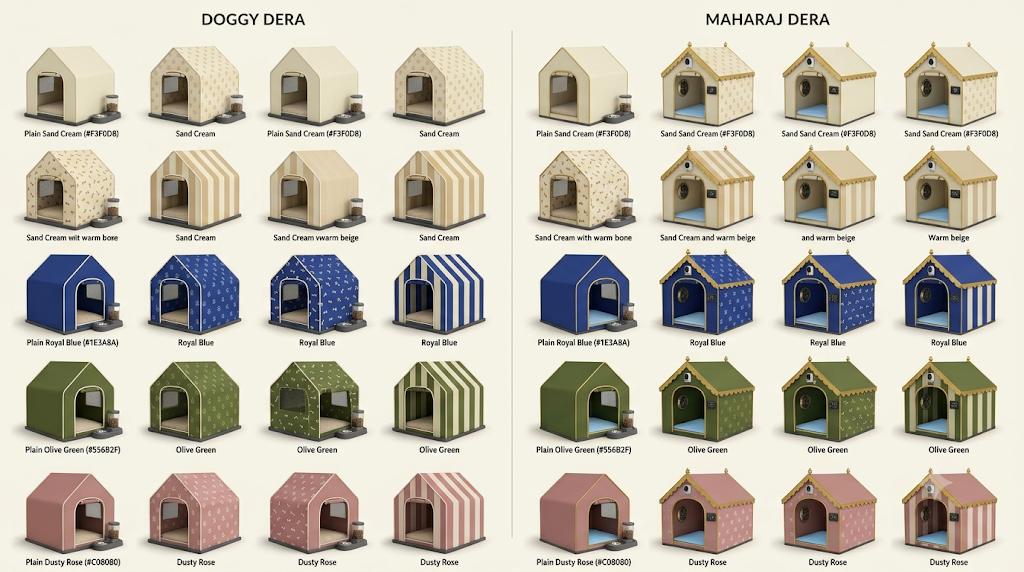 DOGGY DERA
MAHARAJ DERA
Plain Sand Cream (#F3F0D8)
Sand Cream
Plain Sand Cream (#F3F0D8)
Sand Cream
Plain Sand Cream (#F3F0D8)
Sand Sand Cream (#F3F0D8)
Sand Sand Cream (#F3F0D8)
Sand Sand Cream (#F3F0D8)
Sand Cream wit warm bore
Sand Cream
Sand Cream vwarm beige
Sand Cream
Sand Cream with warm bone
Sand Cream and warm beige
and warm beige
Warm beige
Plain Royal Blue (#1E3A8A)
Royal Blue
Royal Blue
Royal Blue
Plain Royal Blue (#1E3A8A)
Royal Blue
Royal Blue
Royal Blue
Plain Olive Green (#556B2F)
Olive Green
Olive Green
Olive Green
Plain Olive Green (#556B2F)
Olive Green
Olive Green
Olive Green
Plain Dusty Rose (#C08080)
Dusty Rose
Dusty Rose
Dusty Rose
Plain Dusty Rose (#C08080)
Dusty Rose
Dusty Rose
Dusty Rose